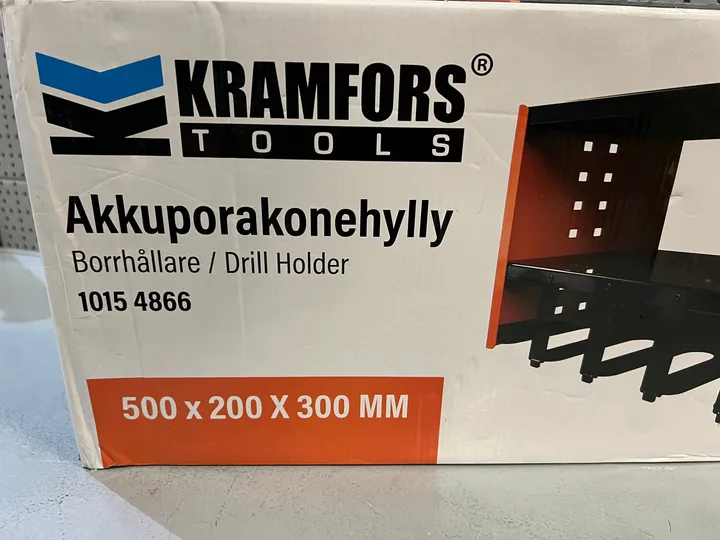 KRAMFORS®
TOOLS
Akkuporakonehylly
Borrhållare / Drill Holder
1015 4866
500 x 200 X 300 MM